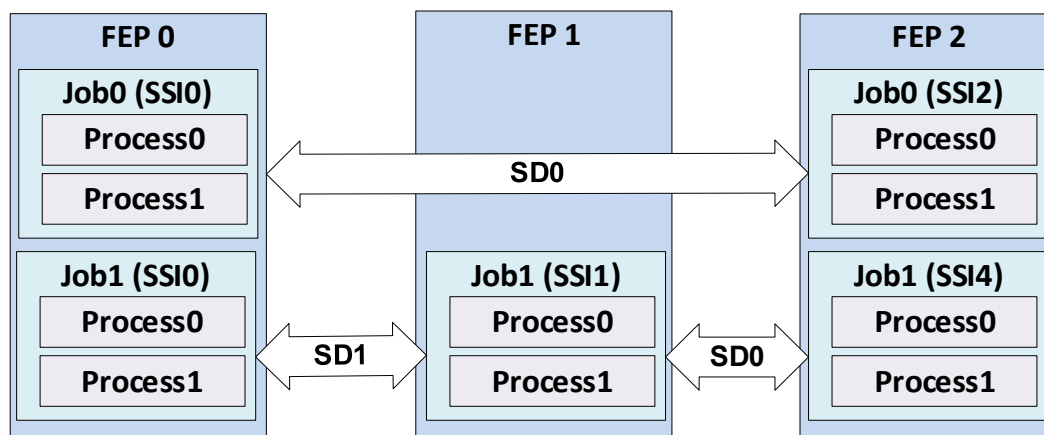 FEP 0
Job0 (SSI0)
Process0
Process1
Job1 (SSI0)
Process0
Process1
SD0
SD1
FEP 1
Job1 (SSI1)
Process0
Process1
SD0
FEP 2
Job0 (SSI2)
Process0
Process1
Job1 (SSI4)
Process0
Process1